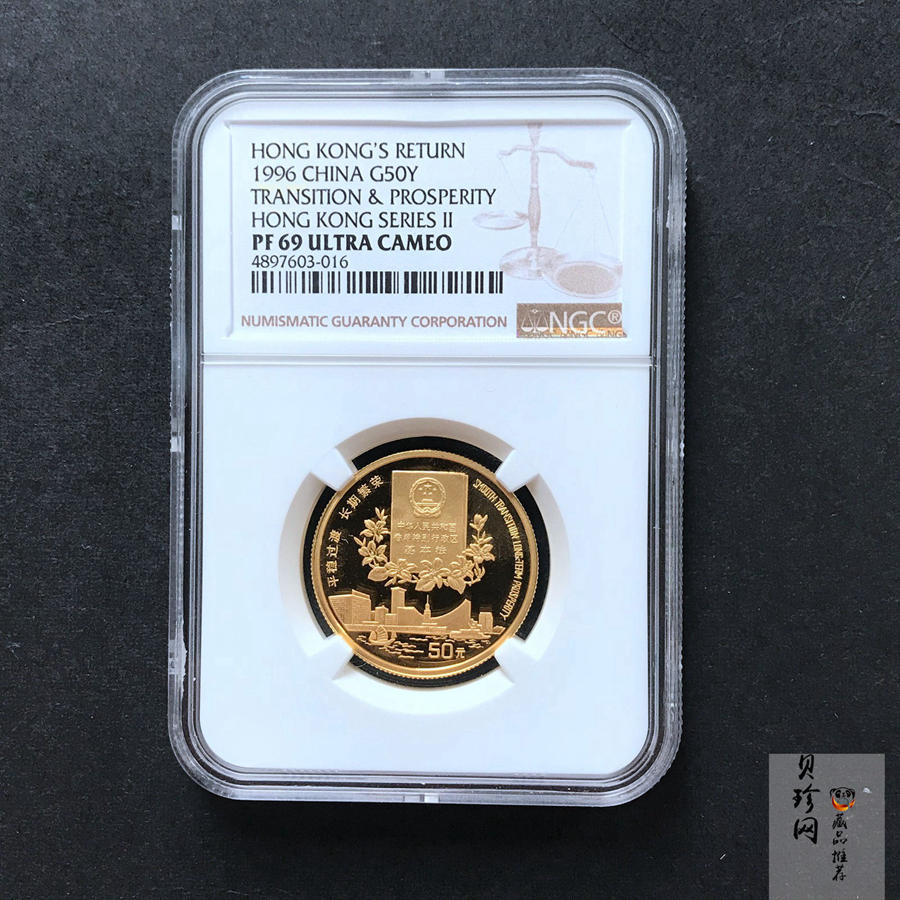 HONG KONG'S RETURN
1996 CHINA G50Y
TRANSITION & PROSPERITY
HONG KONG SERIES II
PF 69 ULTRA CAMEO
4897603-016
NUMISMATIC GUARANTY CORPORATION
NGC®
平稳过渡 长期繁荣
SMOOTH TRANSITION LONG-TERM PROSPERITY
中华人民共和国
香港特别行政区
基本法
50元
贝珍网
藏品推荐